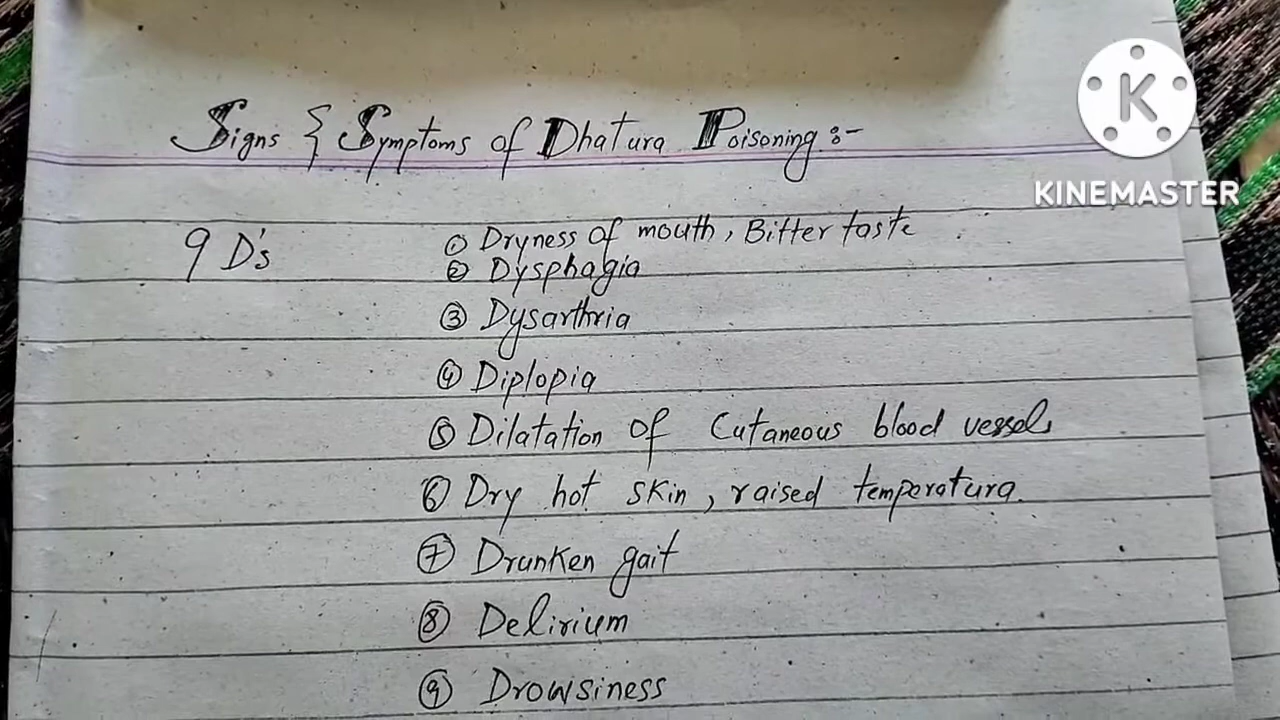 Signs & Symptoms of Dhatura Poisoning :-
K
KINEMASTER
9 D's
① Dryness of mouth, Bitter taste
② Dysphagia
③ Dysarthria
④ Diplopia
⑤ Dilatation of Cutaneous blood vessels
⑥ Dry hot skin, raised temperatura.
⑦ Drunken gait
⑧ Delirium
⑨ Drowsiness